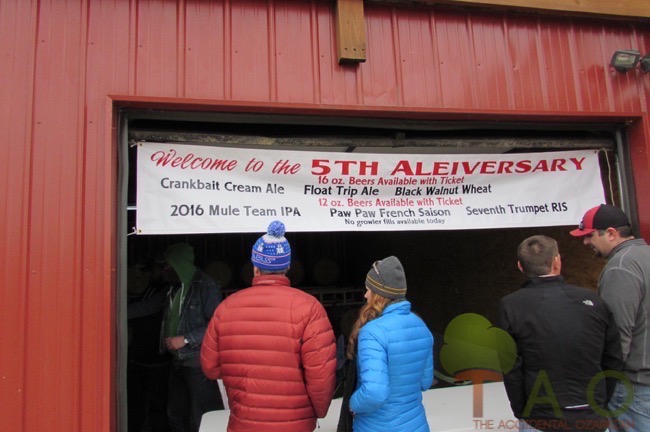 Welcome to the 5TH ALEIVERSARY
16 oz. Beers Available with Ticket
Crankbait Cream Ale Float Trip Ale Black Walnut Wheat
12 oz. Beers Available with Ticket
2016 Mule Team IPA Paw Paw French Saison Seventh Trumpet RIS
No growler fills available today
TAO
THE ACCIDENTAL OZARKIAN